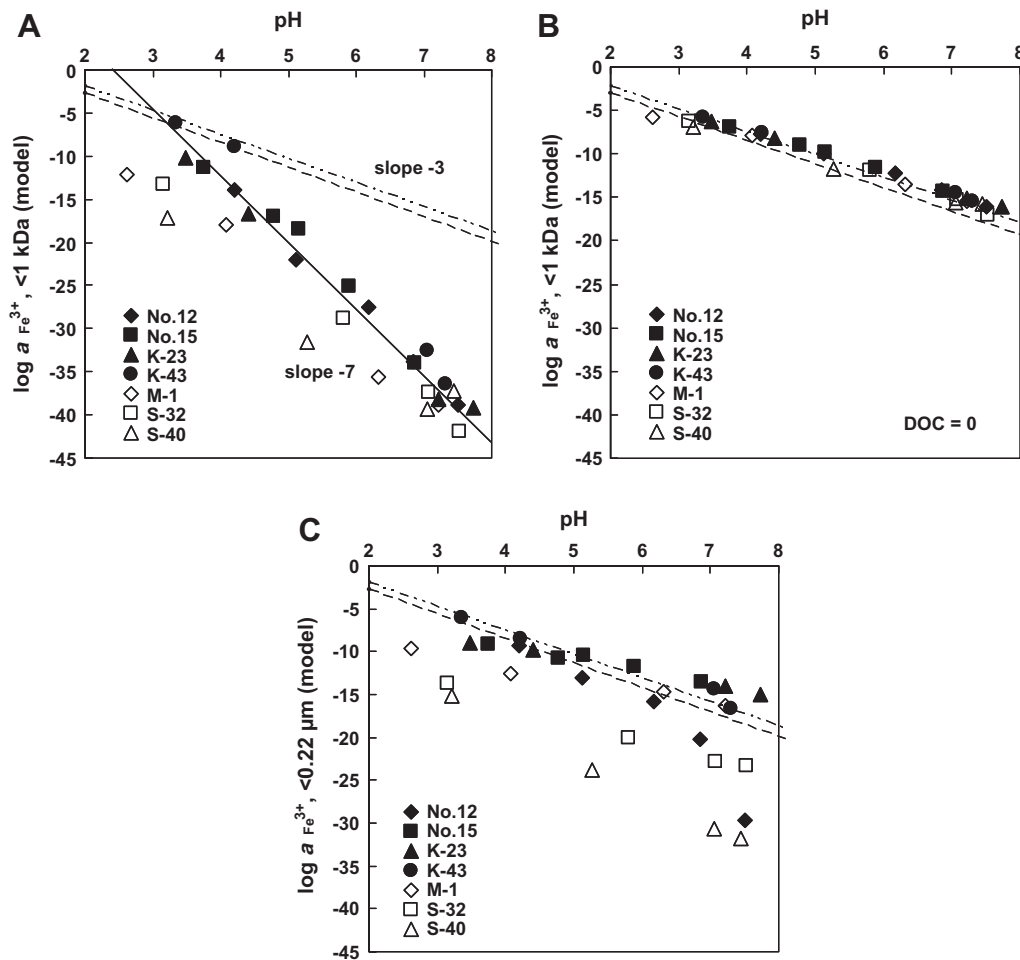 A
pH
2 3 4 5 6 7 8
0
-5
-10
-15
-20
-25
-30
-35
-40
-45
log a Fe3+, <1 kDa (model)
slope -3
slope -7
No.12
No.15
K-23
K-43
M-1
S-32
S-40
B
pH
2 3 4 5 6 7 8
0
-5
-10
-15
-20
-25
-30
-35
-40
-45
log a Fe3+, <1 kDa (model)
No.12
No.15
K-23
K-43
M-1
S-32
S-40
DOC = 0
C
pH
2 3 4 5 6 7 8
0
-5
-10
-15
-20
-25
-30
-35
-40
-45
log a Fe3+, <0.22 µm (model)
No.12
No.15
K-23
K-43
M-1
S-32
S-40